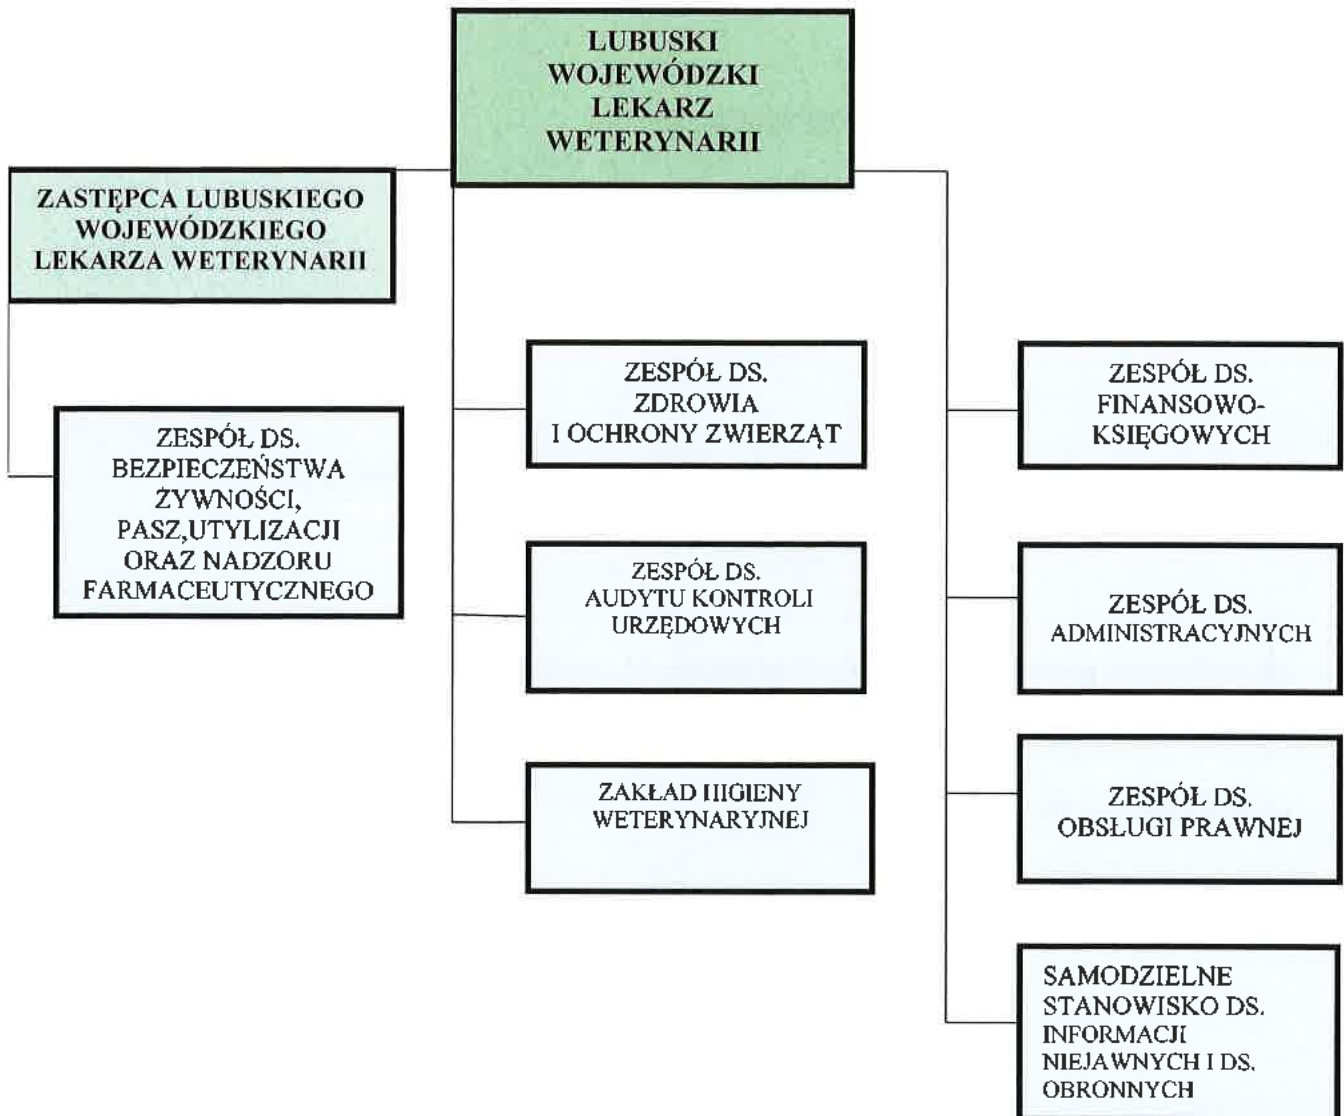 LUBUSKI
WOJEWÓDZKI
LEKARZ
WETERYNARII
ZASTĘPCA LUBUSKIEGO
WOJEWÓDZKIEGO
LEKARZA WETERYNARII
ZESPÓŁ DS.
BEZPIECZEŃSTWA
ŻYWNOŚCI,
PASZ,UTYLIZACJI
ORAZ NADZORU
FARMACEUTYCZNEGO
ZESPÓŁ DS.
ZDROWIA
I OCHRONY ZWIERZĄT
ZESPÓŁ DS.
AUDYTU KONTROLI
URZĘDOWYCH
ZAKŁAD HIGIENY
WETERYNARYJNEJ
ZESPÓŁ DS.
FINANSOWO-
KSIĘGOWYCH
ZESPÓŁ DS.
ADMINISTRACYJNYCH
ZESPÓŁ DS.
OBSŁUGI PRAWNEJ
SAMODZIELNE
STANOWISKO DS.
INFORMACJI
NIEJAWNYCH I DS.
OBRONNYCH